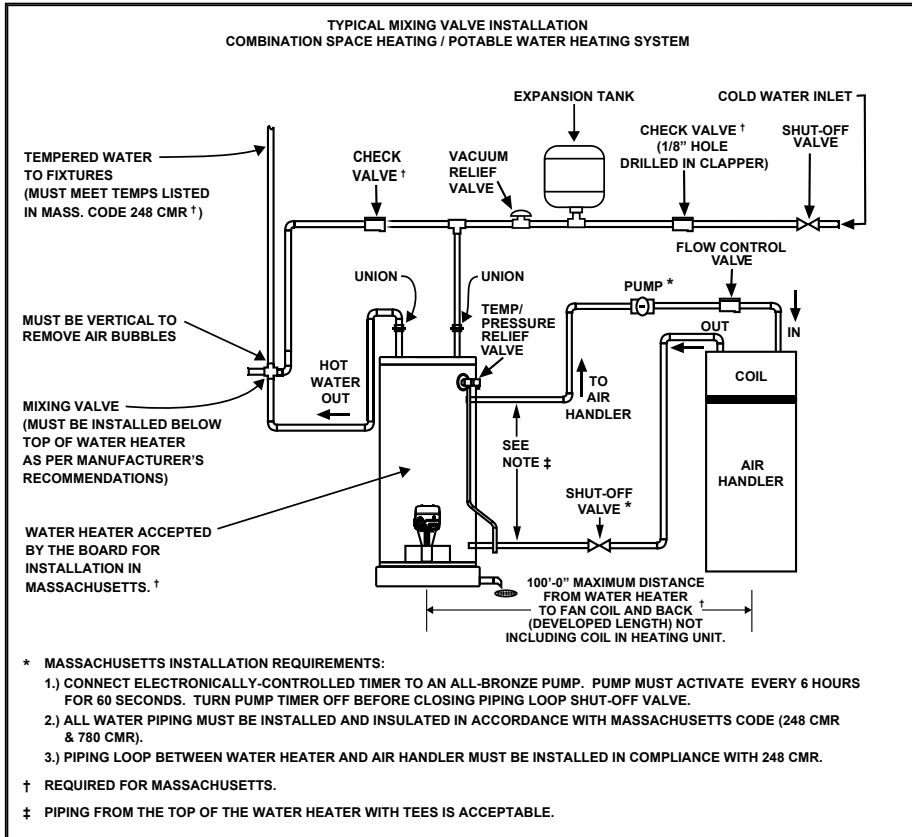 TYPICAL MIXING VALVE INSTALLATION
COMBINATION SPACE HEATING / POTABLE WATER HEATING SYSTEM
EXPANSION TANK
COLD WATER INLET
TEMPERED WATER
TO FIXTURES
(MUST MEET TEMPS LISTED
IN MASS. CODE 248 CMR †)
CHECK
VALVE †
VACUUM
RELIEF
VALVE
CHECK VALVE †
(1/8” HOLE
DRILLED IN CLAPPER)
SHUT-OFF
VALVE
FLOW CONTROL
VALVE
UNION
UNION
PUMP *
TEMP/
PRESSURE
RELIEF
VALVE
OUT
IN
MUST BE VERTICAL TO
REMOVE AIR BUBBLES
HOT
WATER
OUT
TO
AIR
HANDLER
COIL
MIXING VALVE
(MUST BE INSTALLED BELOW
TOP OF WATER HEATER
AS PER MANUFACTURER’S
RECOMMENDATIONS)
SEE
NOTE ‡
AIR
HANDLER
SHUT-OFF
VALVE *
WATER HEATER ACCEPTED
BY THE BOARD FOR
INSTALLATION IN
MASSACHUSETTS. †
100’-0” MAXIMUM DISTANCE
FROM WATER HEATER
TO FAN COIL AND BACK †
(DEVELOPED LENGTH) NOT
INCLUDING COIL IN HEATING UNIT.
* MASSACHUSETTS INSTALLATION REQUIREMENTS:
1.) CONNECT ELECTRONICALLY-CONTROLLED TIMER TO AN ALL-BRONZE PUMP. PUMP MUST ACTIVATE EVERY 6 HOURS
FOR 60 SECONDS. TURN PUMP TIMER OFF BEFORE CLOSING PIPING LOOP SHUT-OFF VALVE.
2.) ALL WATER PIPING MUST BE INSTALLED AND INSULATED IN ACCORDANCE WITH MASSACHUSETTS CODE (248 CMR
& 780 CMR).
3.) PIPING LOOP BETWEEN WATER HEATER AND AIR HANDLER MUST BE INSTALLED IN COMPLIANCE WITH 248 CMR.
† REQUIRED FOR MASSACHUSETTS.
‡ PIPING FROM THE TOP OF THE WATER HEATER WITH TEES IS ACCEPTABLE.